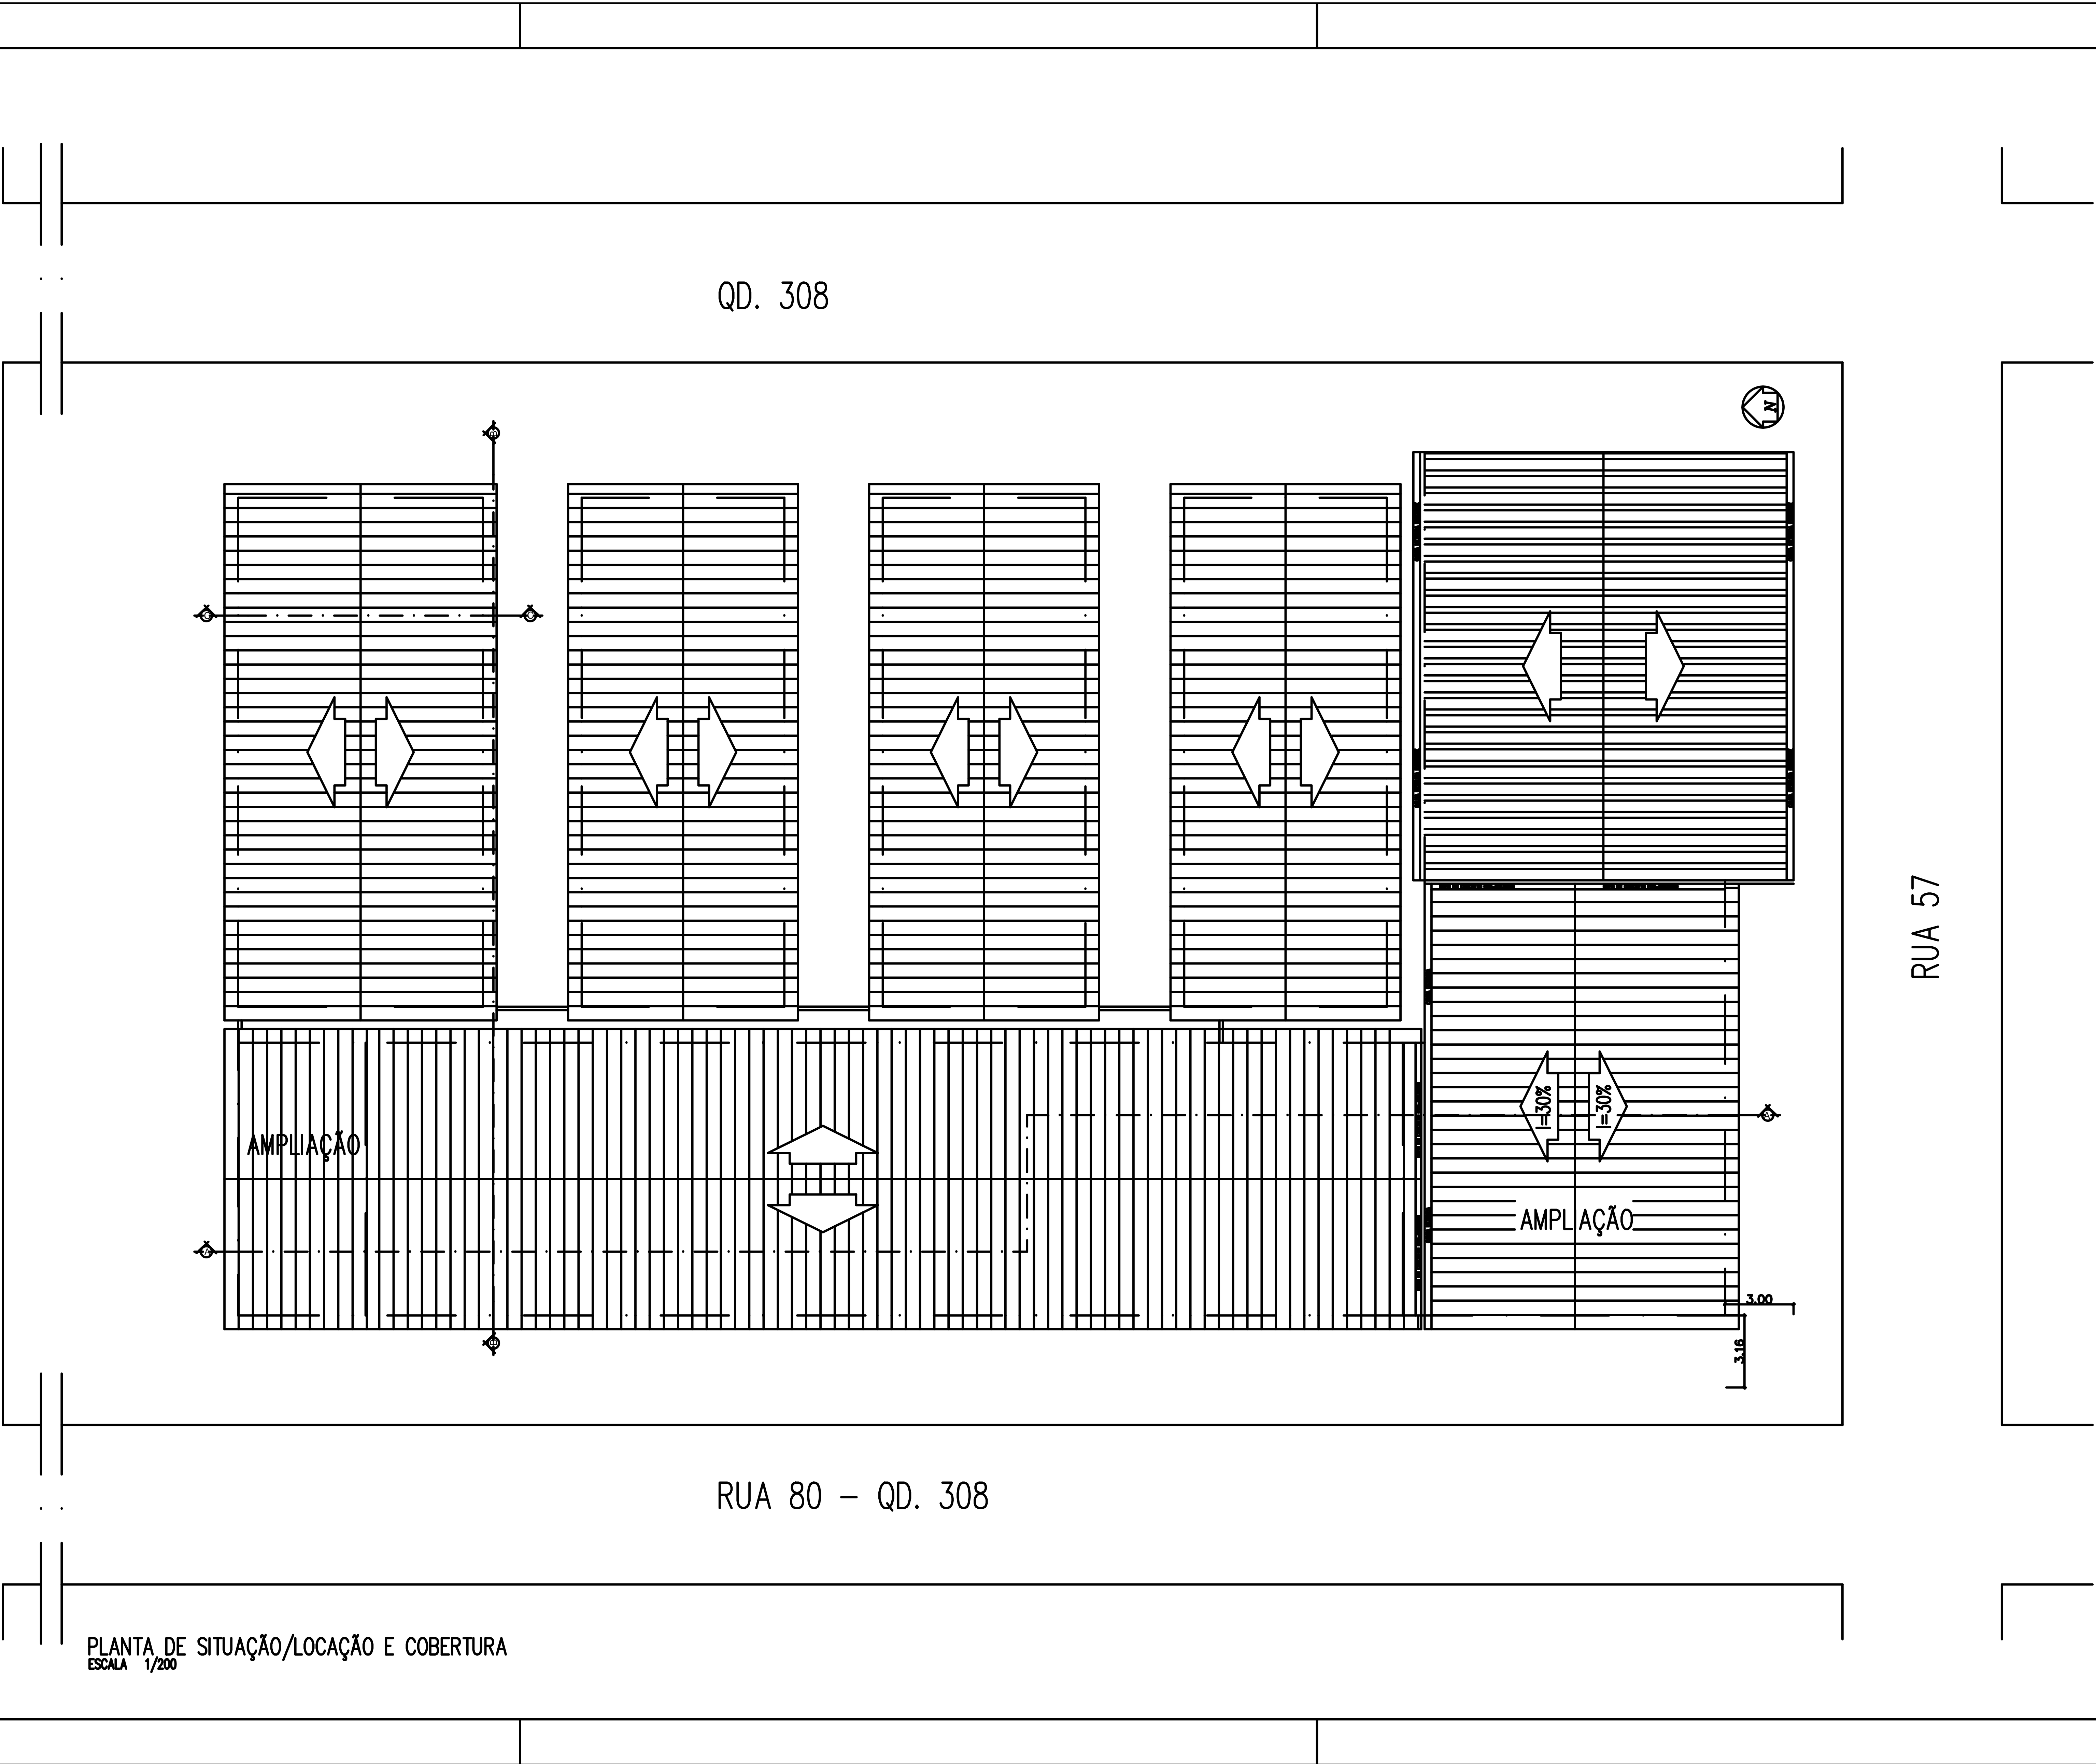 QD. 308
N
B
C
C
RUA 57
I=30%
I=30%
A
AMPLIAÇÃO
AMPLIAÇÃO
A
3.00
B
3.16
RUA 80 - QD. 308
PLANTA DE SITUAÇÃO/LOCAÇÃO E COBERTURA
ESCALA 1/200